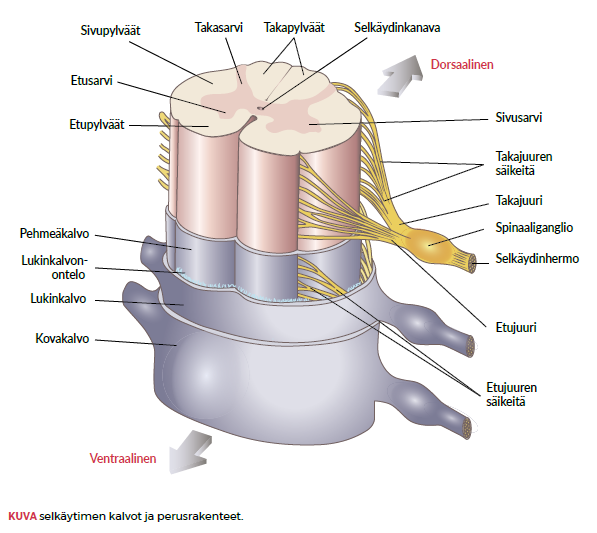 Sivupylväät
Takasarvi
Takapylväät
Selkäydinkanava
Dorsaalinen
Etusarvi
Etupylväät
Sivusarvi
Takajuuren
säikeitä
Takajuuri
Spinaaliganglio
Selkäydinhermo
Pehmeäkalvo
Lukinkalvon-
ontelo
Lukinkalvo
Kovakalvo
Etujuuri
Etujuuren
säikeitä
Ventraalinen
KUVA selkäytimen kalvot ja perusrakenteet.